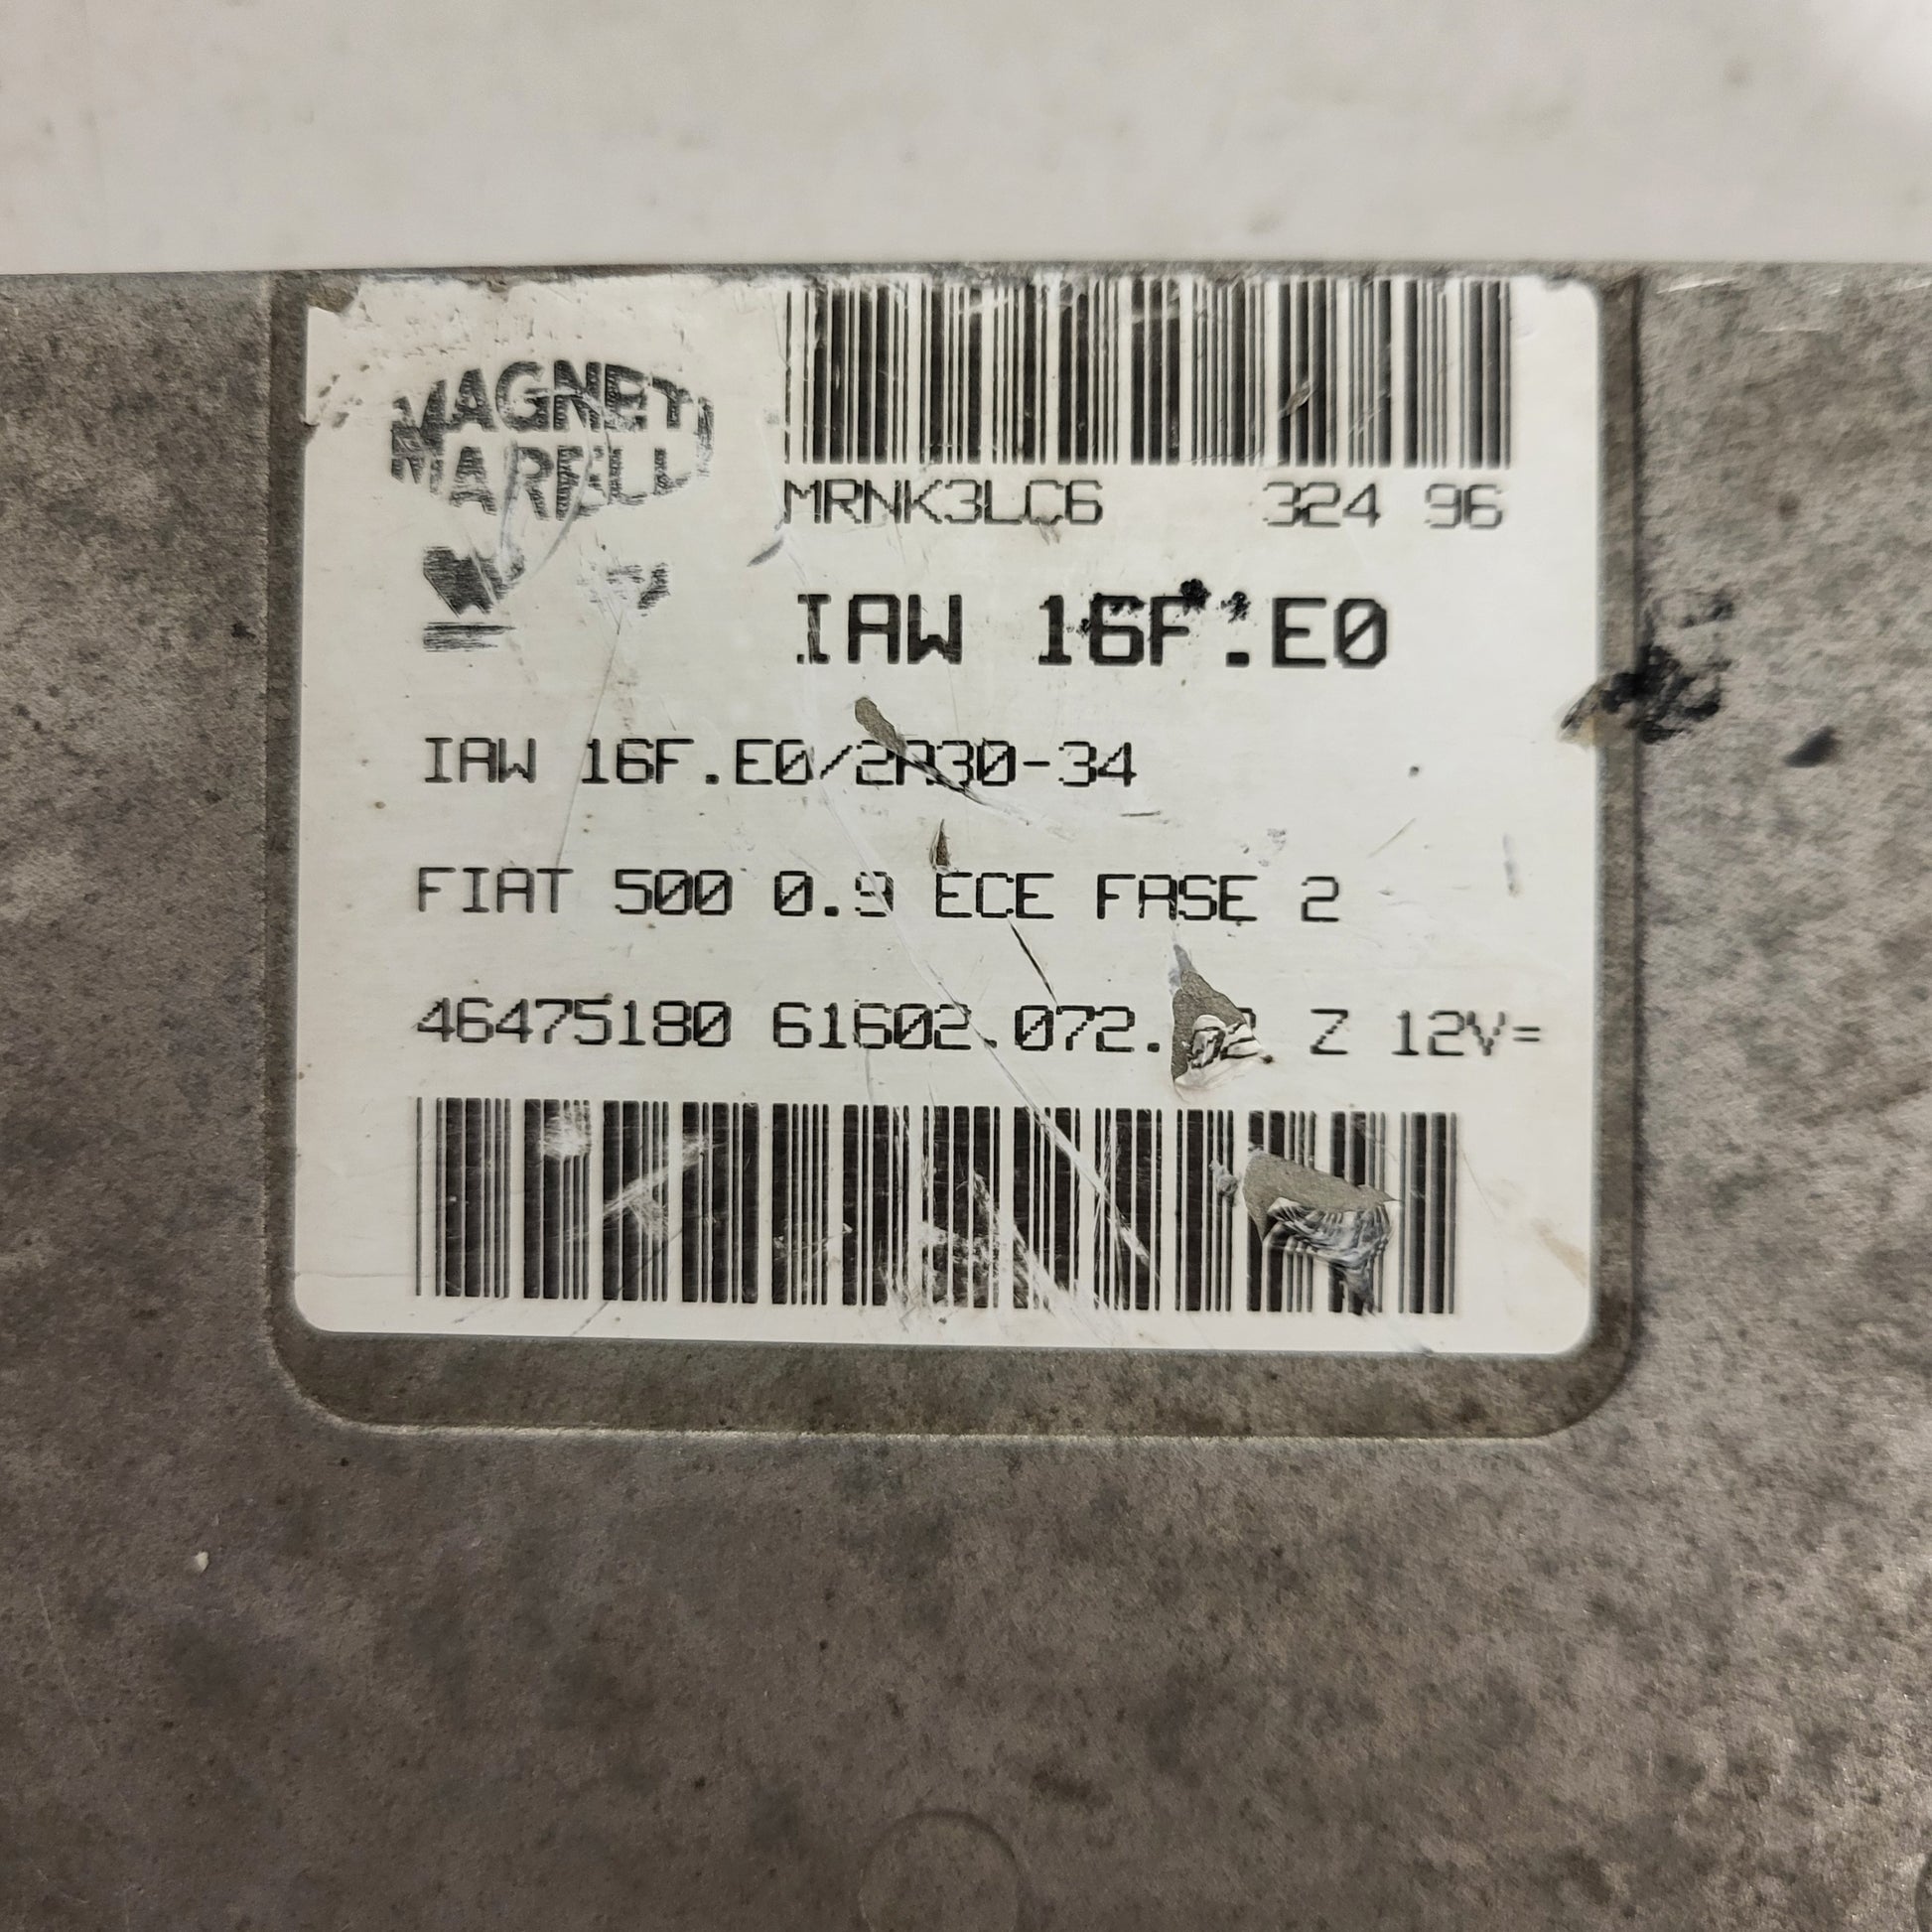 MAGNETI
MARELLI
MRNK3LC6 324 96
IAW 16F.E0
IAW 16F.E0/2A30-34
FIAT 500 0.9 ECE FASE 2
46475180 61602.072. Z 12V=